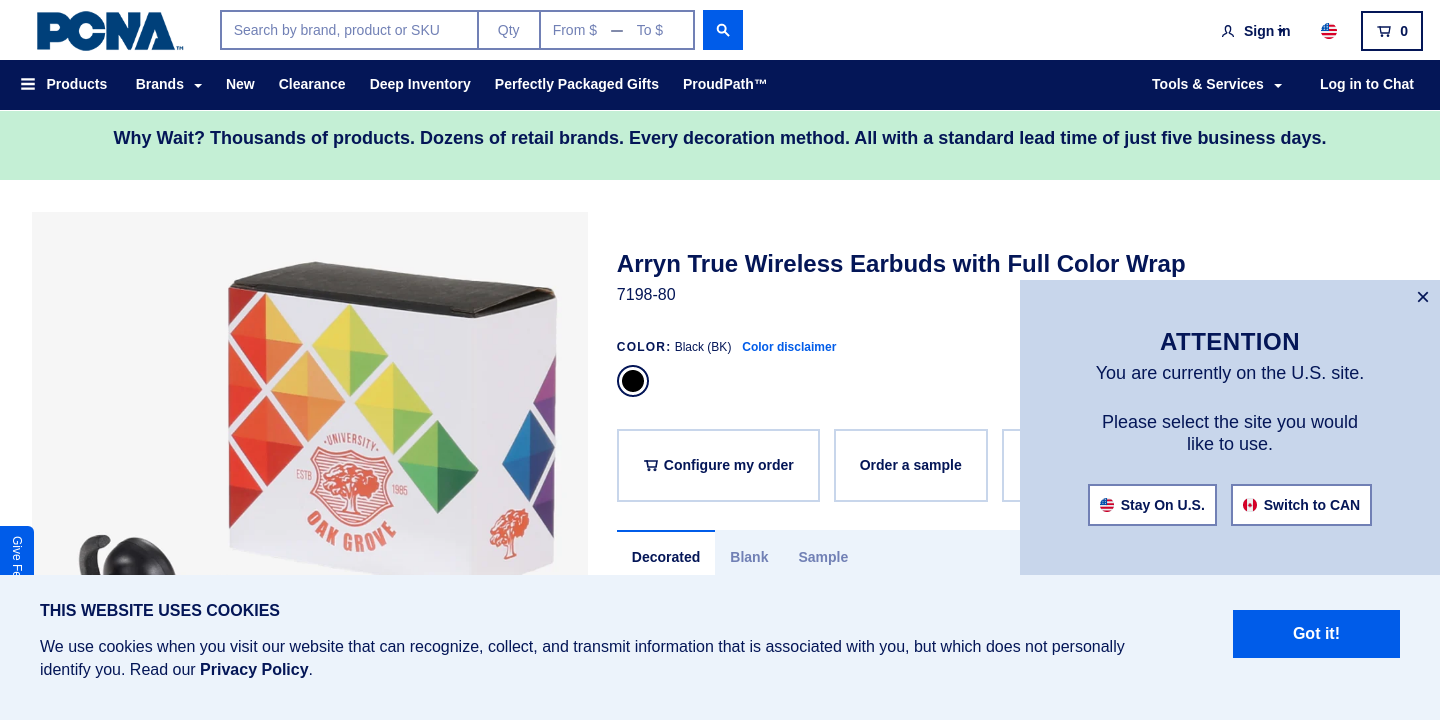 PCNA™
Search by brand, product or SKU
Qty
From $ — To $
Sign in
0
Products
Brands
New
Clearance
Deep Inventory
Perfectly Packaged Gifts
ProudPath™
Tools & Services
Log in to Chat
Why Wait? Thousands of products. Dozens of retail brands. Every decoration method. All with a standard lead time of just five business days.
·UNIVERSITY·
ESTB
1985
OAK GROVE
Arryn True Wireless Earbuds with Full Color Wrap
7198-80
COLOR: Black (BK) Color disclaimer
Configure my order
Order a sample
Decorated
Blank
Sample
×
ATTENTION
You are currently on the U.S. site.
Please select the site you would
like to use.
Stay On U.S.
Switch to CAN
Give
THIS WEBSITE USES COOKIES
We use cookies when you visit our website that can recognize, collect, and transmit information that is associated with you, but which does not personally
identify you. Read our Privacy Policy.
Got it!